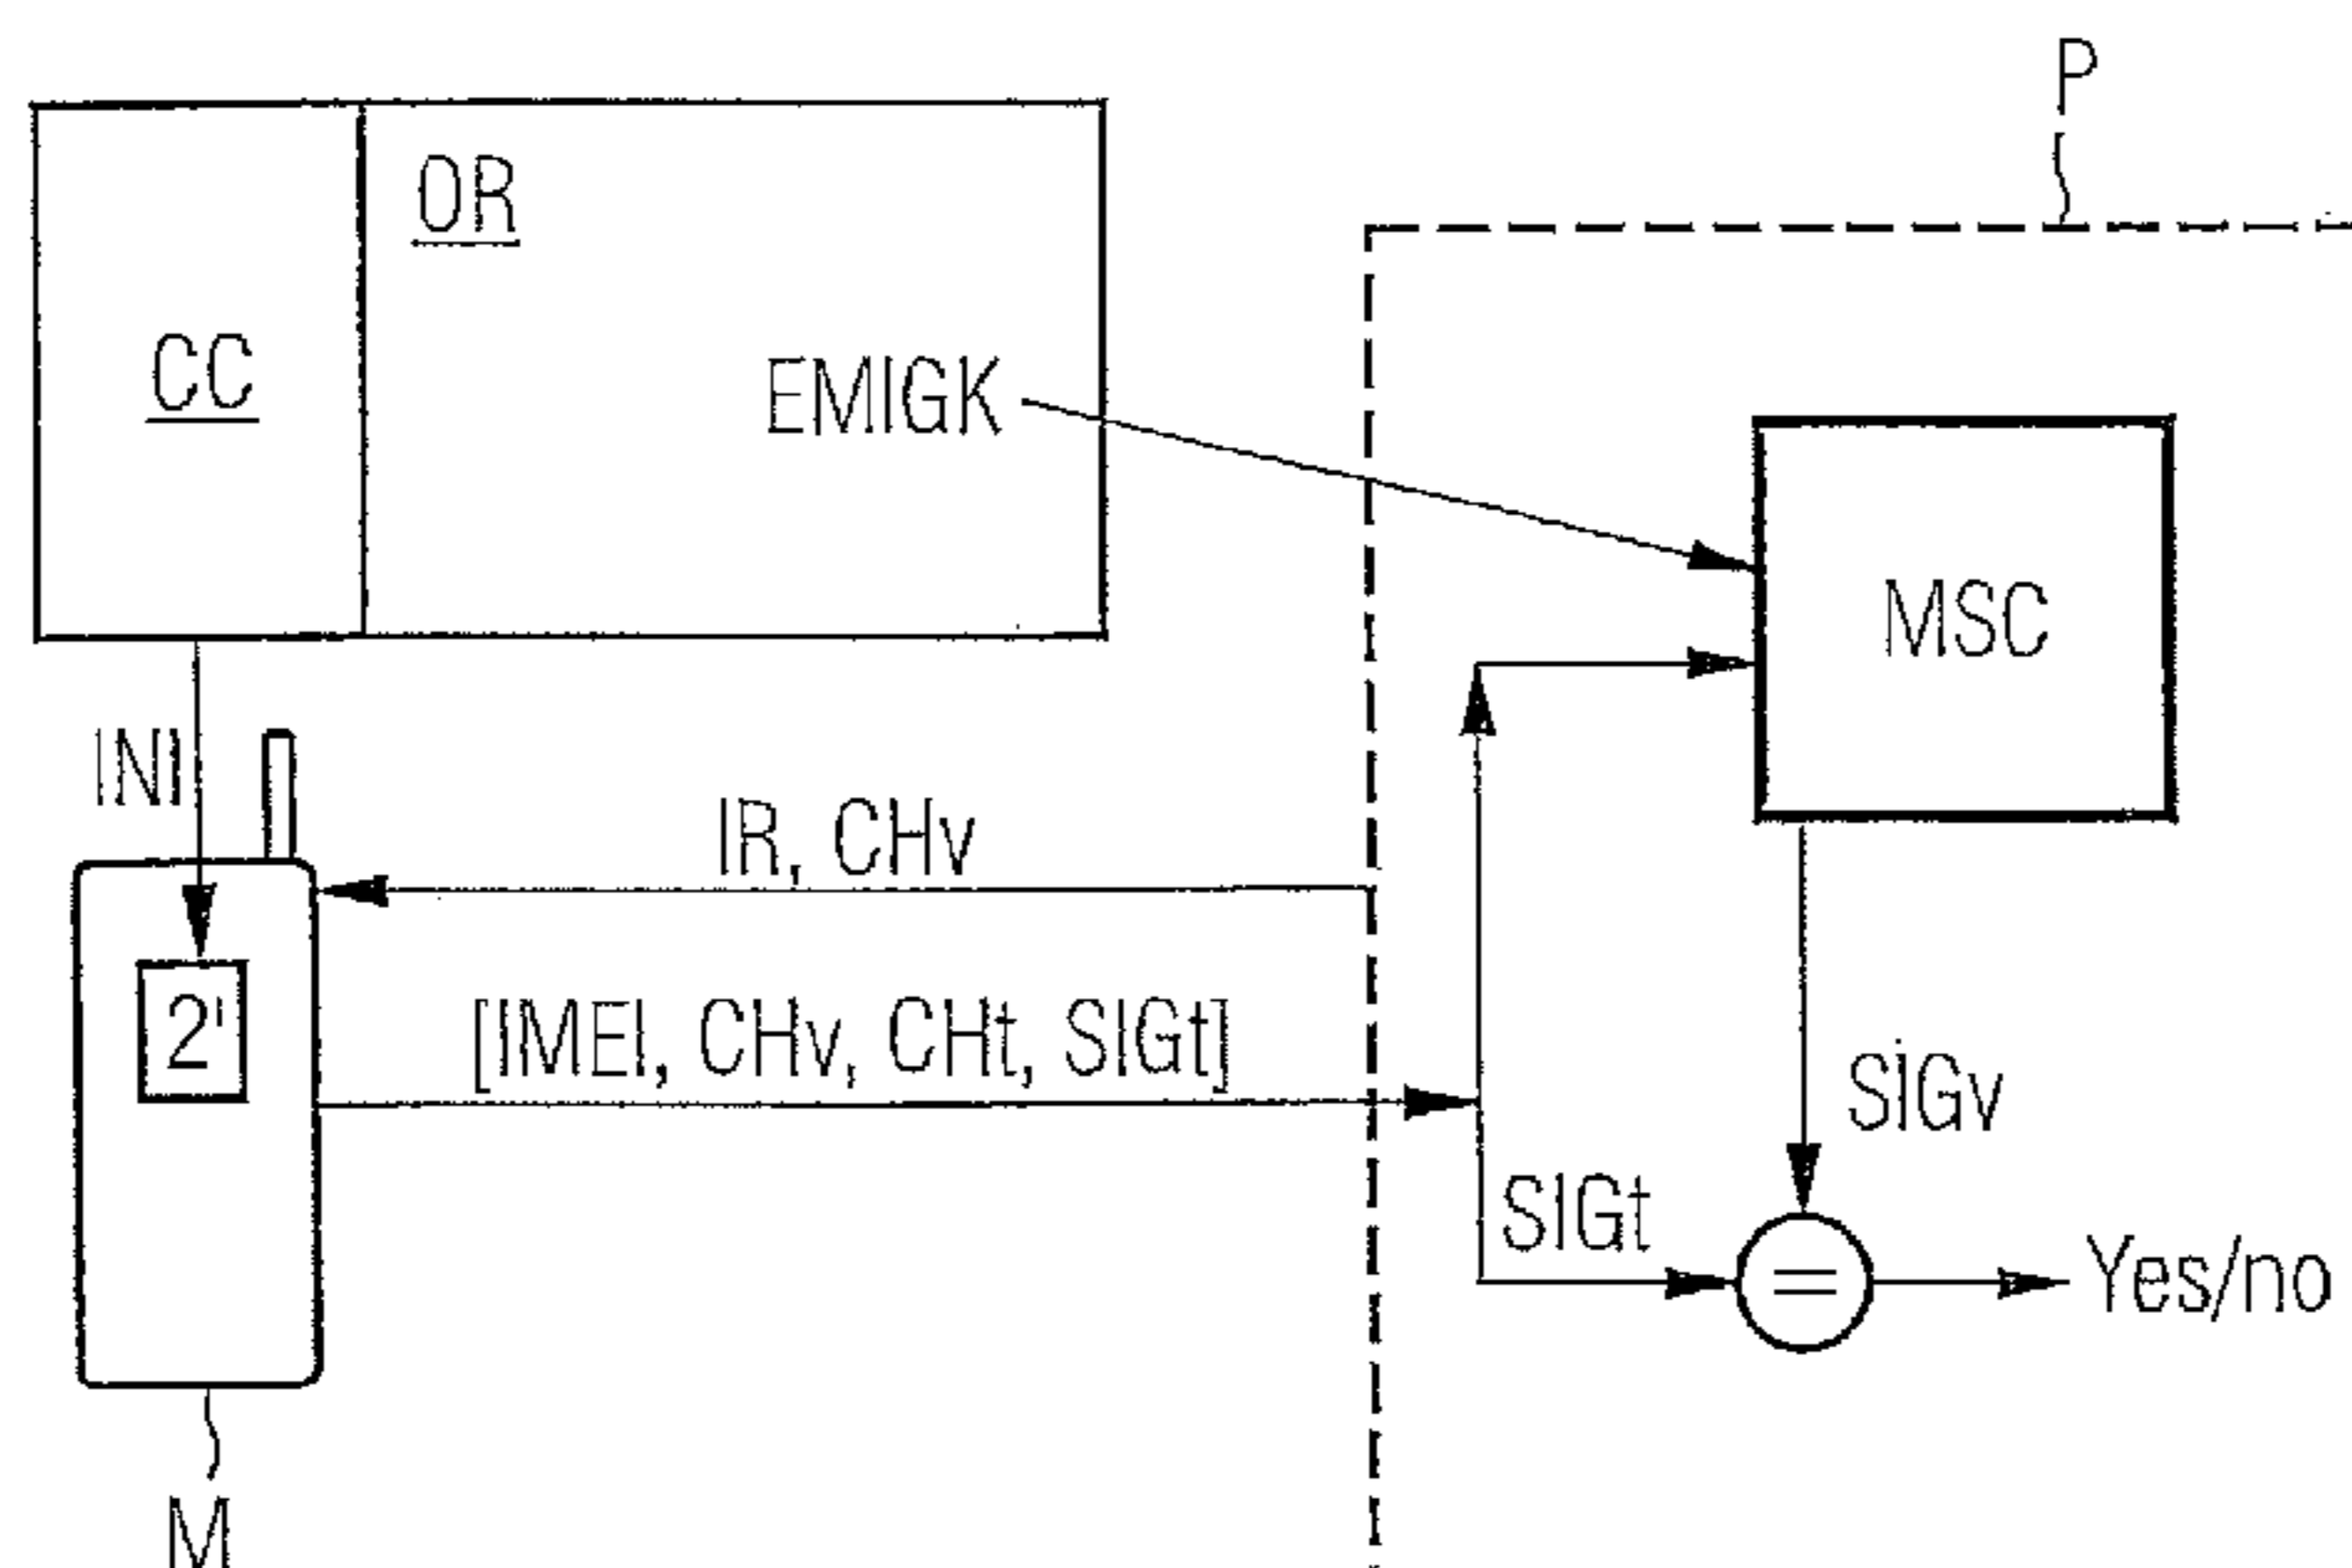 P
OR
CC
EMIGK
MSC
INI
IR, CHv
2'
[IMEI, CHv, CHt, SIGt]
SIGv
SIGt
=
Yes/no
M